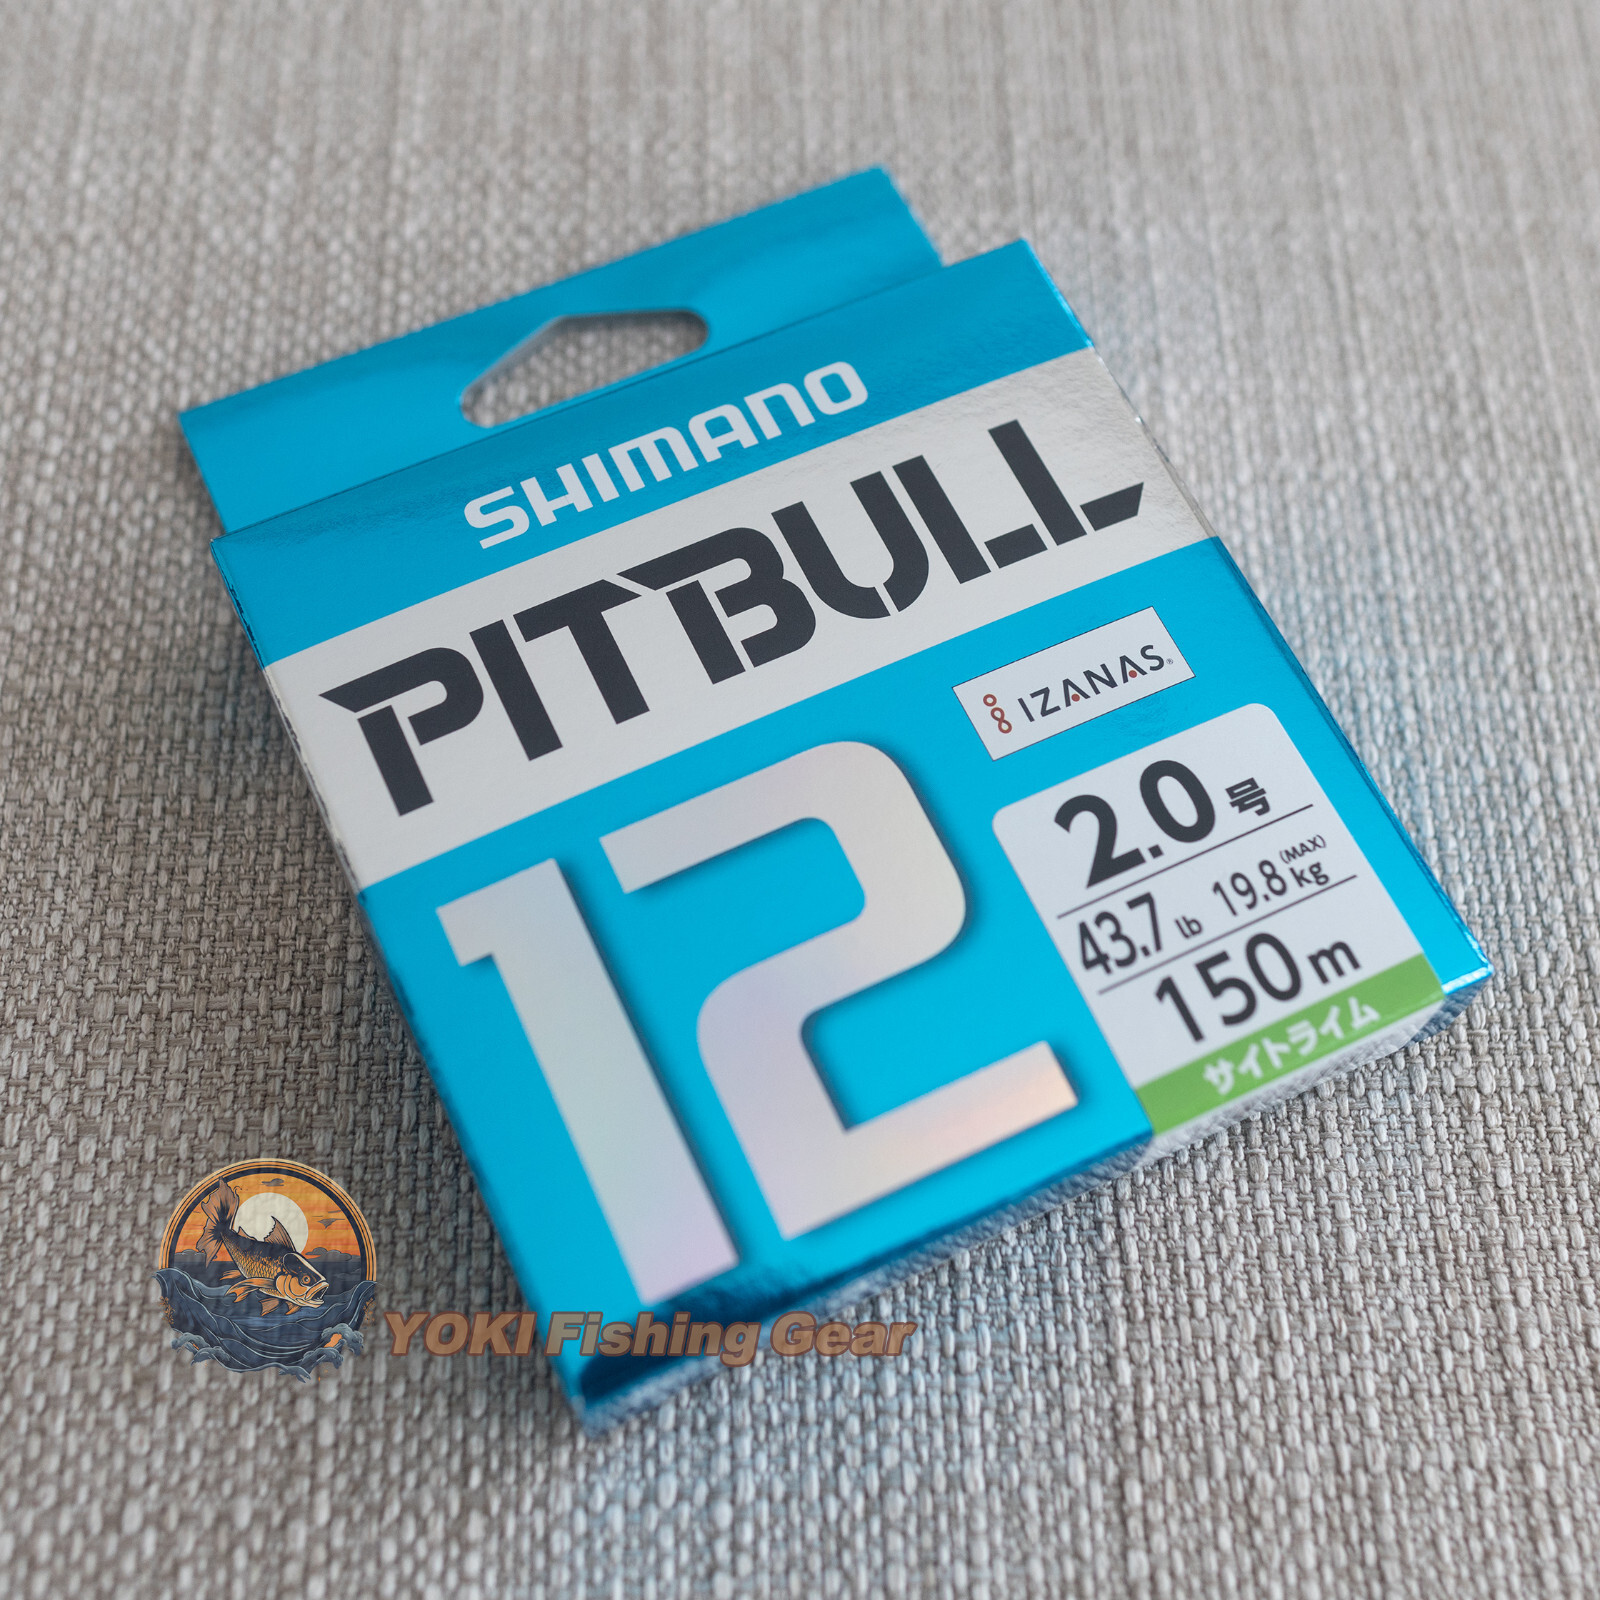 SHIMANO
PITBULL
12
IZANAS®
2.0号
43.7 lb 19.8 kg (MAX)
150m
サイトライム
YOKI Fishing Gear